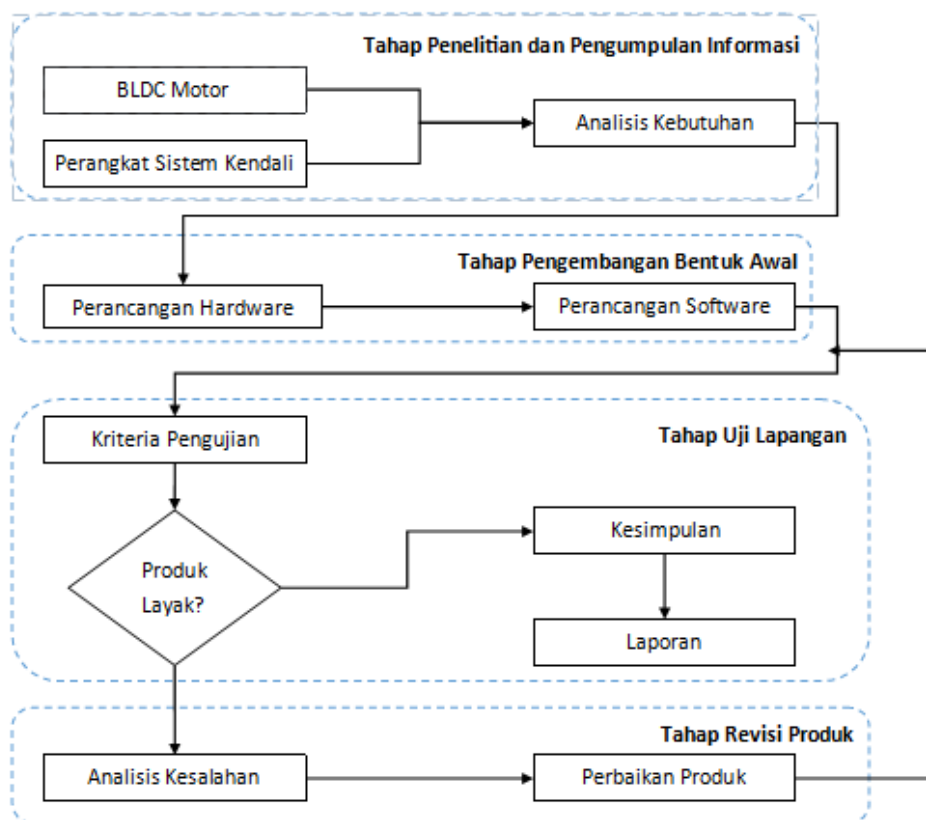 Tahap Penelitian dan Pengumpulan Informasi
BLDC Motor
Analisis Kebutuhan
Perangkat Sistem Kendali
Tahap Pengembangan Bentuk Awal
Perancangan Hardware
Perancangan Software
Kriteria Pengujian
Tahap Uji Lapangan
Produk
Layak?
Kesimpulan
Laporan
Tahap Revisi Produk
Analisis Kesalahan
Perbaikan Produk